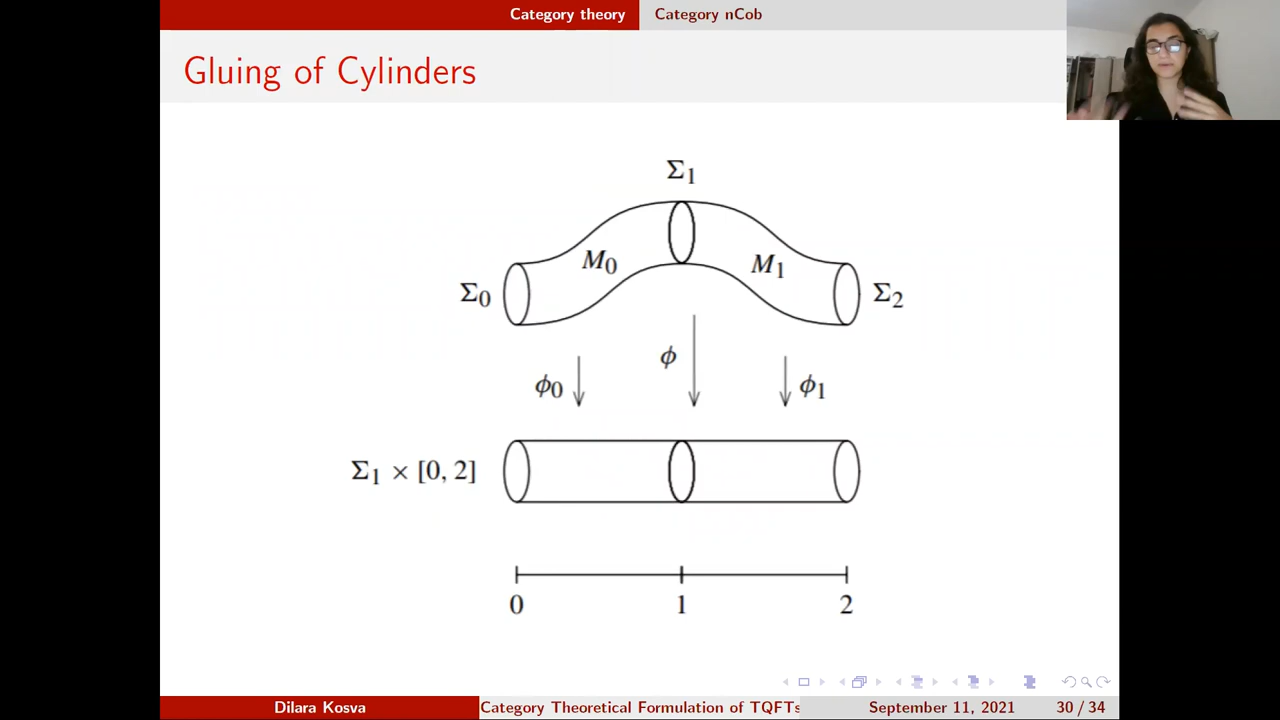 Category theory Category nCob
Gluing of Cylinders
Σ1
M0 M1
Σ0 Σ2
ϕ
ϕ0 ϕ1
Σ1 × [0, 2]
0 1 2
Dilara Kosva Category Theoretical Formulation of TQFTs September 11, 2021 30 / 34